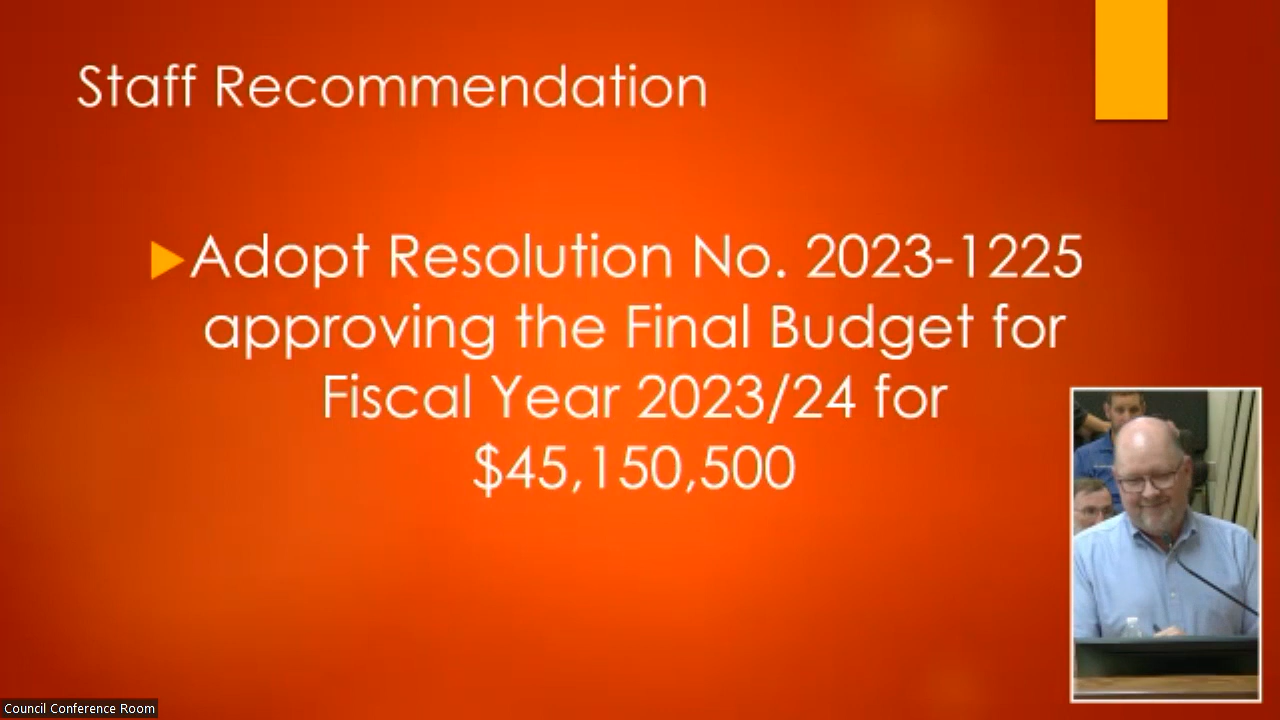 Staff Recommendation
Adopt Resolution No. 2023-1225
approving the Final Budget for
Fiscal Year 2023/24 for
$45,150,500
Council Conference Room